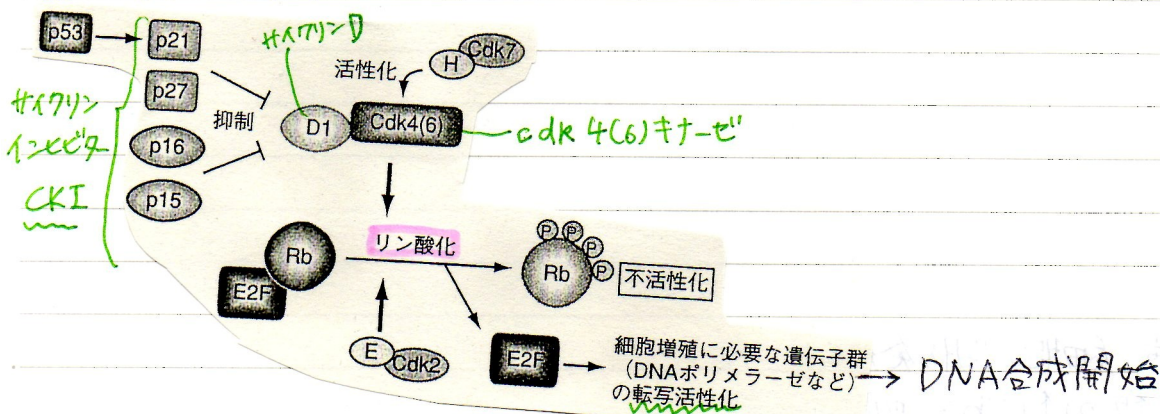 p53
p21
p27
p16
p15
サイクリン
インヒビター
CKI
抑制
サイクリンD
D1
Cdk4(6)
活性化
H
Cdk7
cdk 4(6)キナーゼ
リン酸化
Rb
E2F
E
Cdk2
P
P
P
P
Rb
不活性化
E2F
細胞増殖に必要な遺伝子群
(DNAポリメラーゼなど)
の転写活性化
DNA合成開始